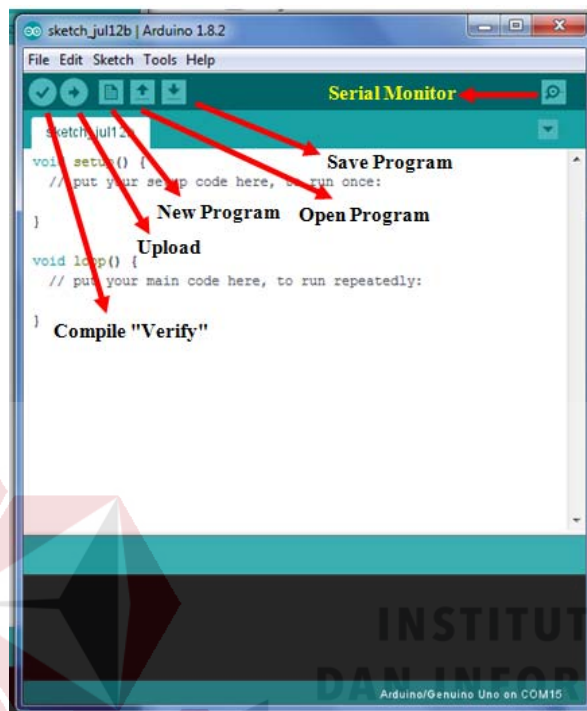 sketch_jul12b | Arduino 1.8.2
File Edit Sketch Tools Help
Serial Monitor
sketch_jul12b
void setup() {
Save Program
// put your setup code here, to run once:
New Program Open Program
}
Upload
void loop() {
// put your main code here, to run repeatedly:
}
Compile "Verify"
INSTITUT
DAN INFOR
Arduino/Genuino Uno on COM15